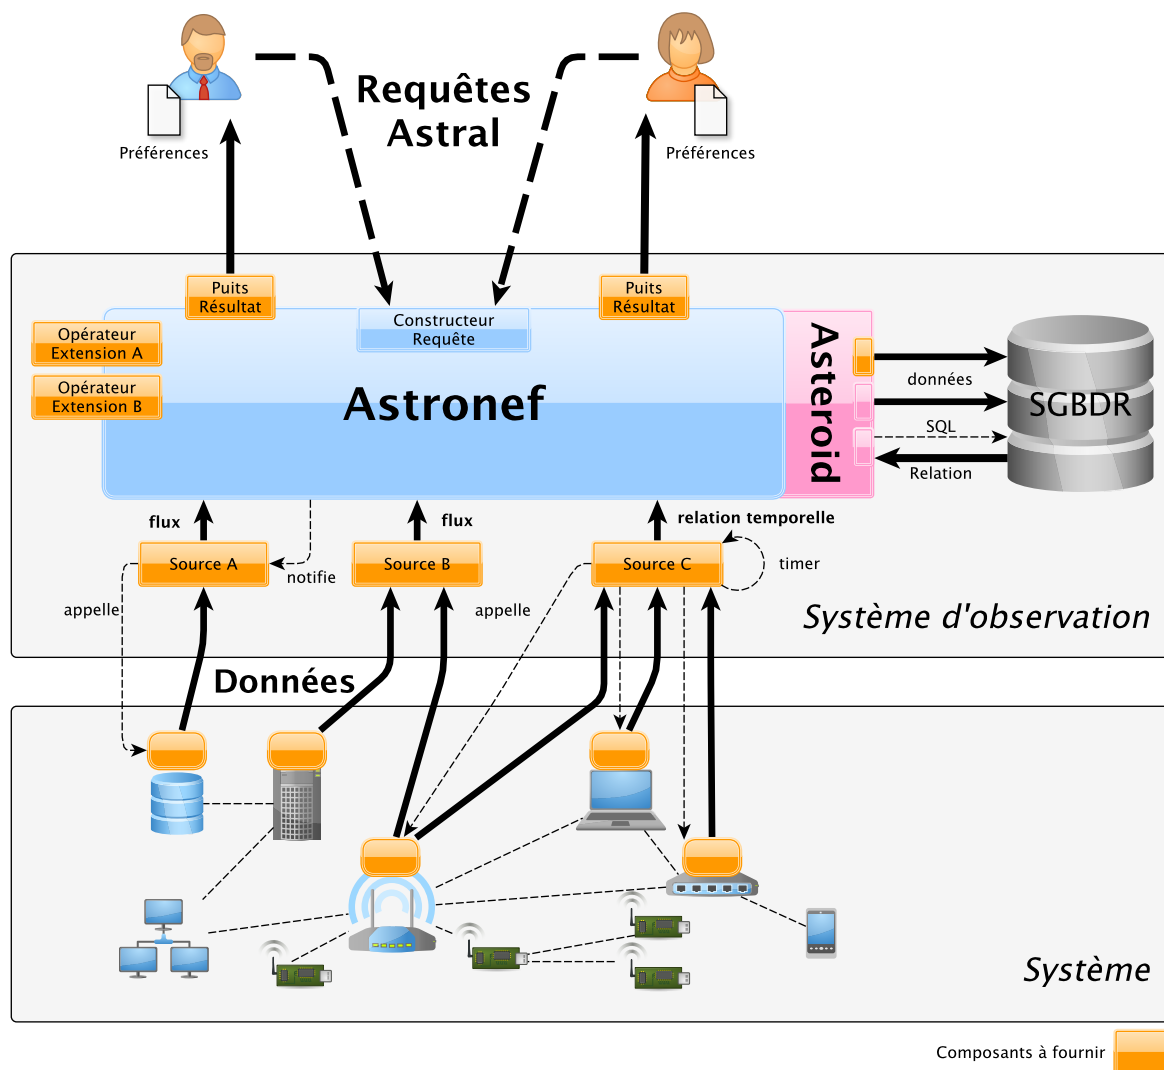 Requêtes
Astral
Préférences
Préférences
Puits
Résultat
Puits
Résultat
Constructeur
Requête
Opérateur
Extension A
Opérateur
Extension B
Astronef
Asteroid
données
SGBDR
SQL
Relation
flux
flux
relation temporelle
Source A
notifie
Source B
Source C
timer
appelle
appelle
Système d'observation
Données
Système
Composants à fournir